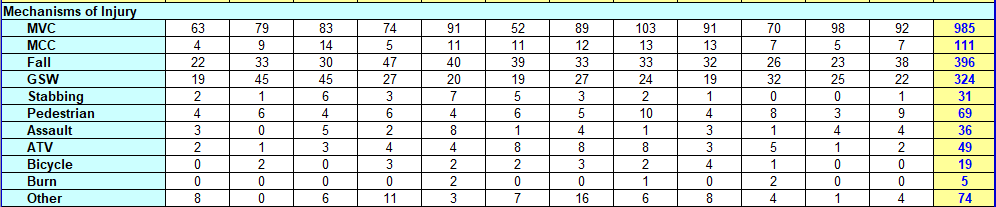 Mechanisms of Injury
MVC 63 79 83 74 91 52 89 103 91 70 98 92 985
MCC 4 9 14 5 11 11 12 13 13 7 5 7 111
Fall 22 33 30 47 40 39 33 33 32 26 23 38 396
GSW 19 45 45 27 20 19 27 24 19 32 25 22 324
Stabbing 2 1 6 3 7 5 3 2 1 0 0 1 31
Pedestrian 4 6 4 6 4 6 5 10 4 8 3 9 69
Assault 3 0 5 2 8 1 4 1 3 1 4 4 36
ATV 2 1 3 4 4 8 8 8 3 5 1 2 49
Bicycle 0 2 0 3 2 2 3 2 4 1 0 0 19
Burn 0 0 0 0 2 0 0 1 0 2 0 0 5
Other 8 0 6 11 3 7 16 6 8 4 1 4 74